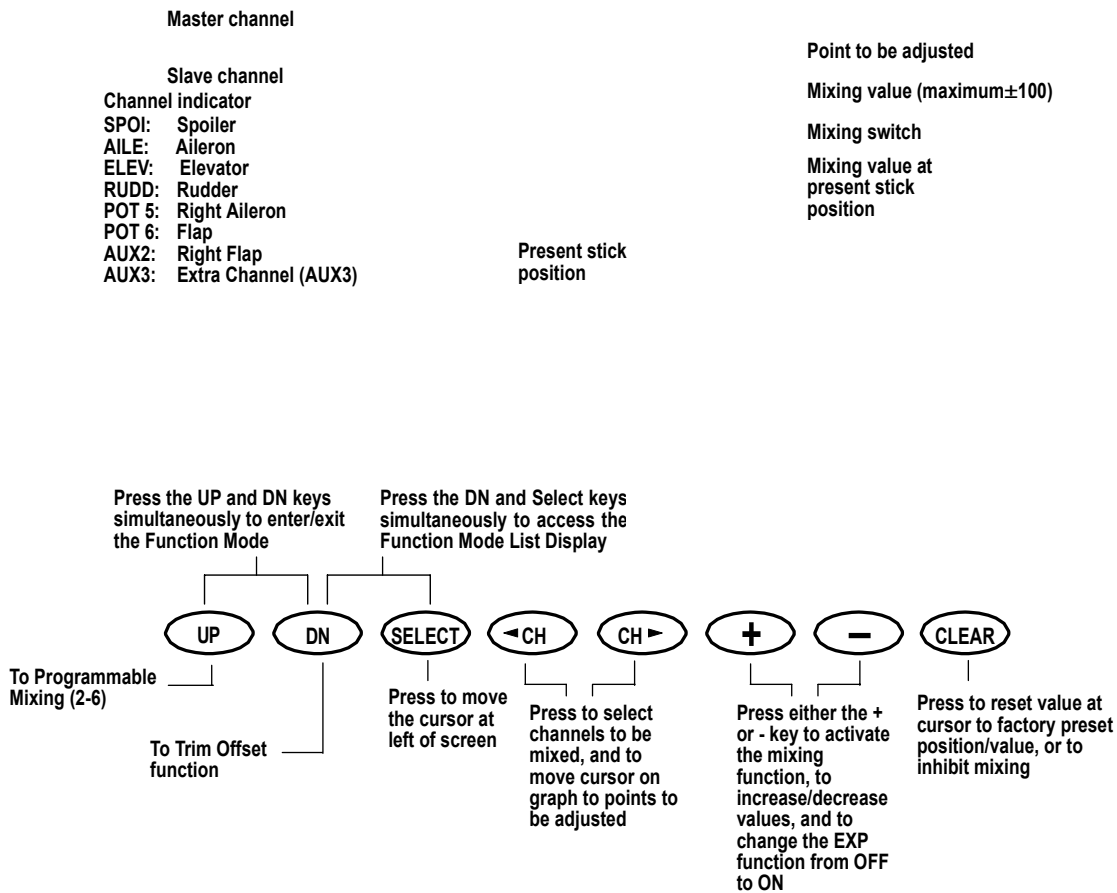 Master channel
Slave channel
Channel indicator
SPOI: Spoiler
AILE: Aileron
ELEV: Elevator
RUDD: Rudder
POT 5: Right Aileron
POT 6: Flap
AUX2: Right Flap
AUX3: Extra Channel (AUX3)
Present stick
position
Point to be adjusted
Mixing value (maximum±100)
Mixing switch
Mixing value at
present stick
position
Press the UP and DN keys
simultaneously to enter/exit
the Function Mode
Press the DN and Select keys
simultaneously to access the
Function Mode List Display
UP
DN
SELECT
◄CH
CH►
+
–
CLEAR
To Programmable
Mixing (2-6)
To Trim Offset
function
Press to move
the cursor at
left of screen
Press to select
channels to be
mixed, and to
move cursor on
graph to points to
be adjusted
Press either the +
or - key to activate
the mixing
function, to
increase/decrease
values, and to
change the EXP
function from OFF
to ON
Press to reset value at
cursor to factory preset
position/value, or to
inhibit mixing